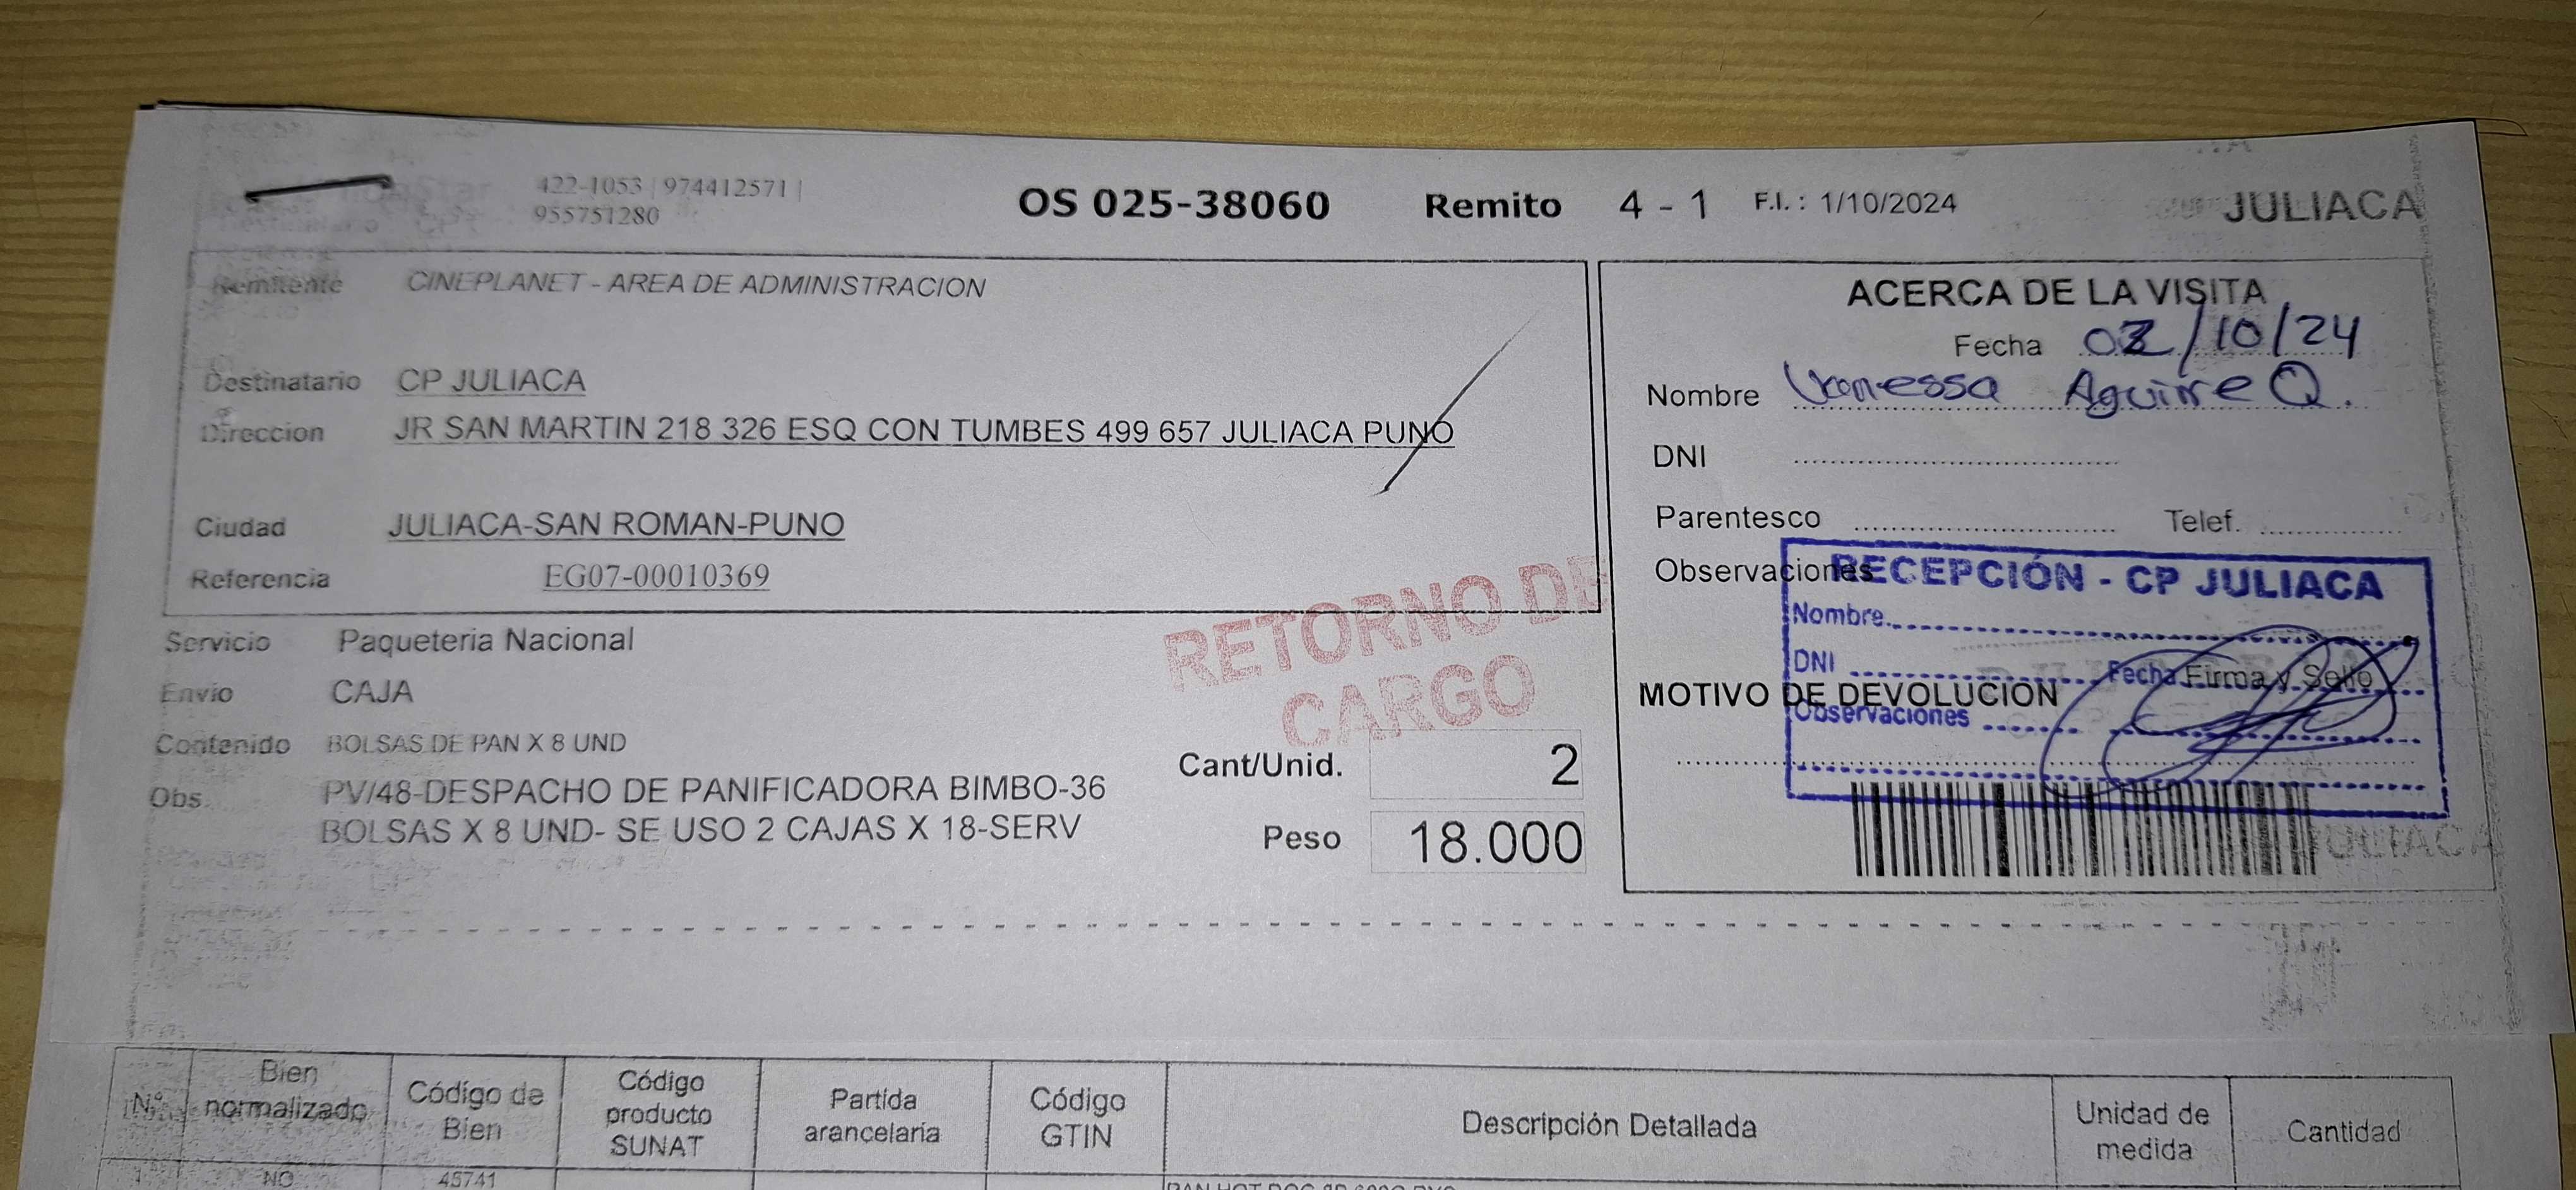 422-1053 | 974412571 |
955751280
OS 025-38060 Remito 4 - 1 F.I. : 1/10/2024 JULIACA
Remitente CINEPLANET - AREA DE ADMINISTRACION
Destinatario CP JULIACA
Direccion JR SAN MARTIN 218 326 ESQ CON TUMBES 499 657 JULIACA PUNO
Ciudad JULIACA-SAN ROMAN-PUNO
Referencia EG07-00010369
Servicio Paqueteria Nacional
Envio CAJA
Contenido BOLSAS DE PAN X 8 UND
Obs. PV/48-DESPACHO DE PANIFICADORA BIMBO-36
BOLSAS X 8 UND- SE USO 2 CAJAS X 18-SERV
RETORNO DE
CARGO
Cant/Unid. 2
Peso 18.000
ACERCA DE LA VISITA
Fecha /10/24
Nombre Vanessa Aguirre Q.
DNI
Parentesco Telef.
Observaciones
RECEPCIÓN - CP JULIACA
Nombre
DNI Fecha
Observaciones
Firma y Sello
MOTIVO DE DEVOLUCION
JULIACA
N° Bien normalizado Código de Bien Código producto SUNAT Partida arancelaria Código GTIN Descripción Detallada Unidad de medida Cantidad
1 NO 45741